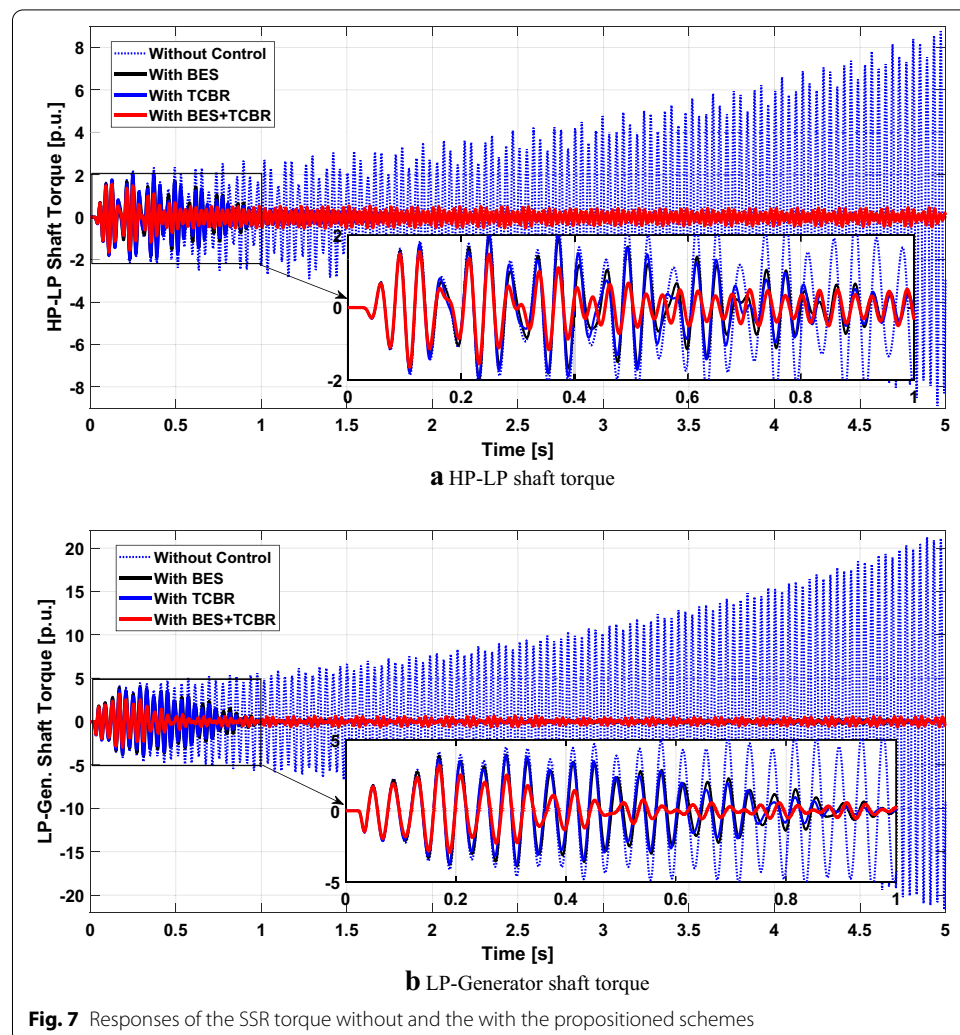 8
6
4
2
0
-2
-4
-6
-8
HP-LP Shaft Torque [p.u.]
Without Control
With BES
With TCBR
With BES+TCBR
2
0
-2
0 0.2 0.4 0.6 0.8 1
0 0.5 1 1.5 2 2.5 3 3.5 4 4.5 5
Time [s]
a HP-LP shaft torque
20
15
10
5
0
-5
-10
-15
-20
LP-Gen. Shaft Torque [p.u.]
Without Control
With BES
With TCBR
With BES+TCBR
5
0
-5
0 0.2 0.4 0.6 0.8 1
0 0.5 1 1.5 2 2.5 3 3.5 4 4.5 5
Time [s]
b LP-Generator shaft torque
Fig. 7 Responses of the SSR torque without and the with the propositioned schemes